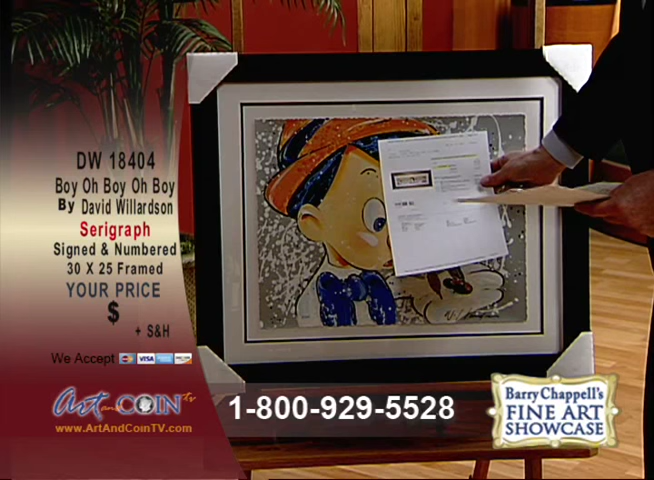 DW 18404
Boy Oh Boy Oh Boy
By David Willardson
Serigraph
Signed & Numbered
30 X 25 Framed
YOUR PRICE
$
+ S&H
We Accept VISA
Art and COIN tv
www.ArtAndCoinTV.com
1-800-929-5528
Barry Chappell's
FINE ART
SHOWCASE